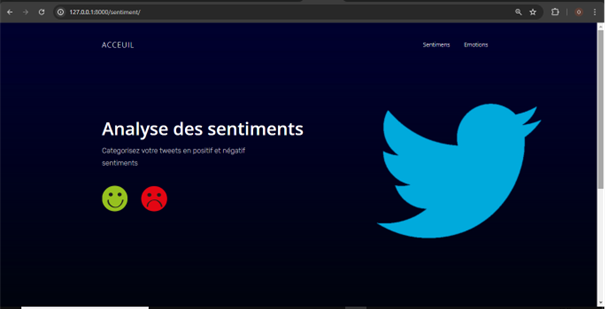 127.0.0.1:8000/sentiment/
ACCEUIL
Sentimens
Emotions
Analyse des sentiments
Categorisez votre tweets en positif et négatif
sentiments